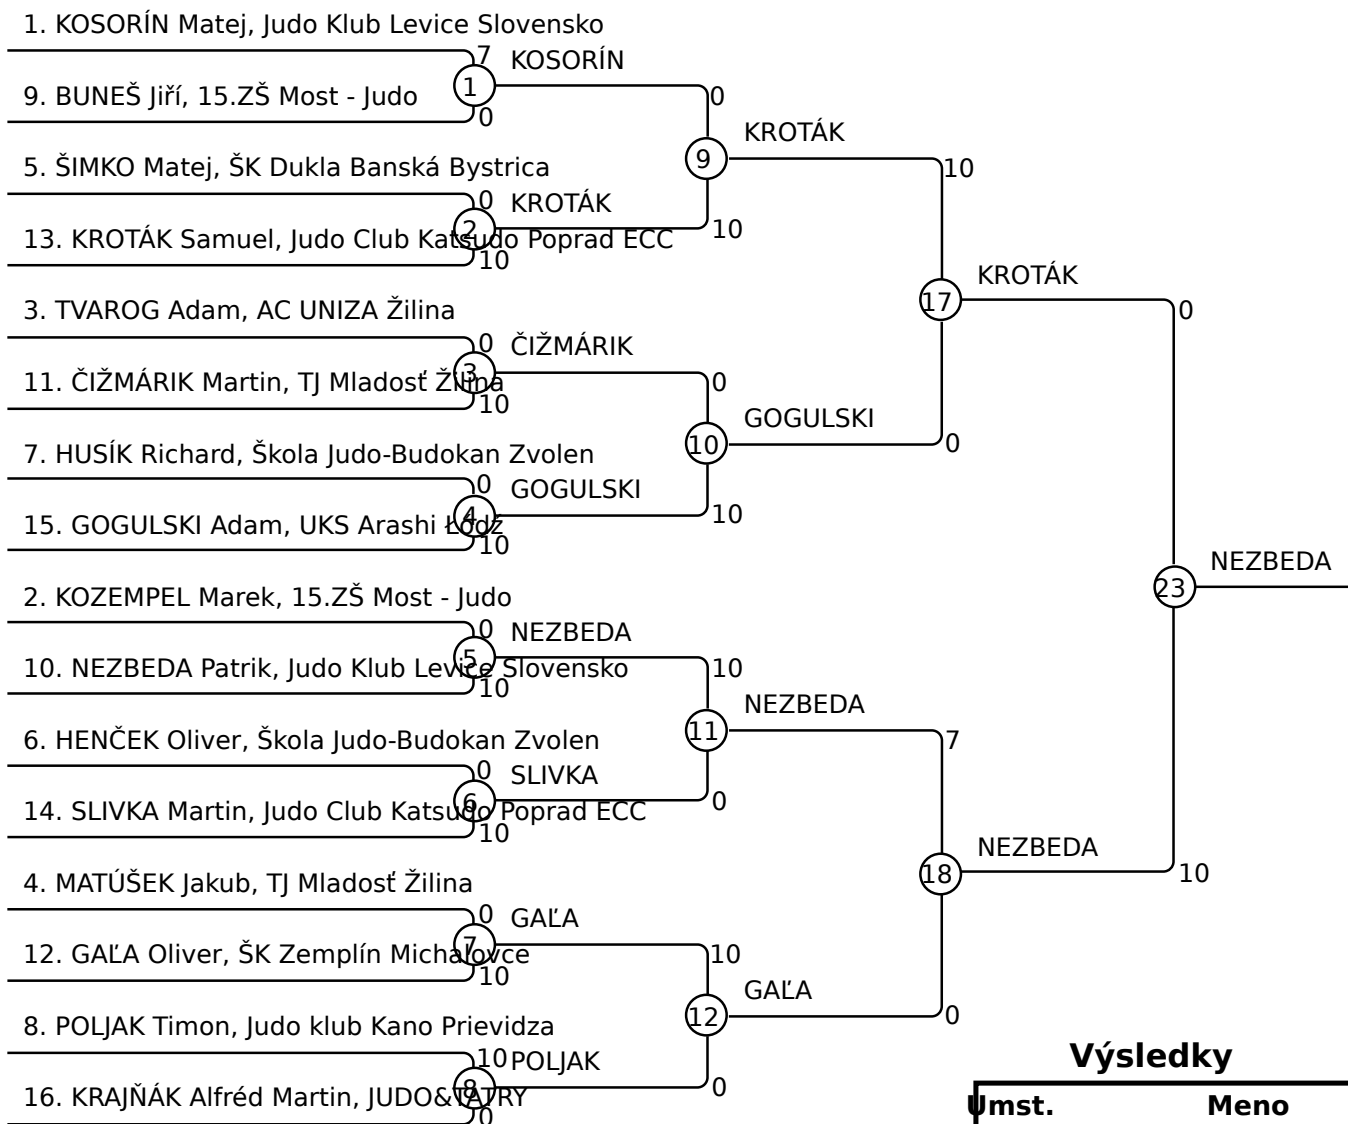 1. KOSORÍN Matej, Judo Klub Levice Slovensko
7
KOSORÍN
1
9. BUNEŠ Jiří, 15.ZŠ Most - Judo
0
0
KROTÁK
9
5. ŠIMKO Matej, ŠK Dukla Banská Bystrica
10
0
KROTÁK
2
10
13. KROTÁK Samuel, Judo Club Katsudo Poprad ECC
10
KROTÁK
17
0
3. TVAROG Adam, AC UNIZA Žilina
0
ČIŽMÁRIK
3
11. ČIŽMÁRIK Martin, TJ Mladosť Žilina
0
10
GOGULSKI
10
0
7. HUSÍK Richard, Škola Judo-Budokan Zvolen
0
GOGULSKI
4
10
15. GOGULSKI Adam, UKS Arashi Łódź
10
NEZBEDA
23
2. KOZEMPEL Marek, 15.ZŠ Most - Judo
0
NEZBEDA
5
10. NEZBEDA Patrik, Judo Klub Levice Slovensko
10
10
NEZBEDA
11
7
6. HENČEK Oliver, Škola Judo-Budokan Zvolen
0
SLIVKA
6
0
14. SLIVKA Martin, Judo Club Katsudo Poprad ECC
10
NEZBEDA
18
10
4. MATÚŠEK Jakub, TJ Mladosť Žilina
0
GAĽA
7
12. GAĽA Oliver, ŠK Zemplín Michalovce
10
10
GAĽA
12
0
8. POLJAK Timon, Judo klub Kano Prievidza
10
POLJAK
8
0
16. KRAJŇÁK Alfréd Martin, JUDO&TATRY
0
Výsledky
Umst. Meno